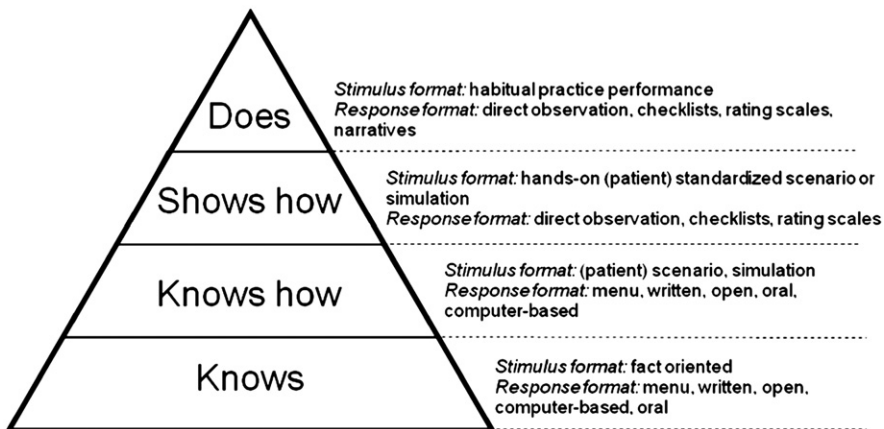 Does
Stimulus format: habitual practice performance
Response format: direct observation, checklists, rating scales,
narratives
Shows how
Stimulus format: hands-on (patient) standardized scenario or
simulation
Response format: direct observation, checklists, rating scales
Knows how
Stimulus format: (patient) scenario, simulation
Response format: menu, written, open, oral,
computer-based
Knows
Stimulus format: fact oriented
Response format: menu, written, open,
computer-based, oral